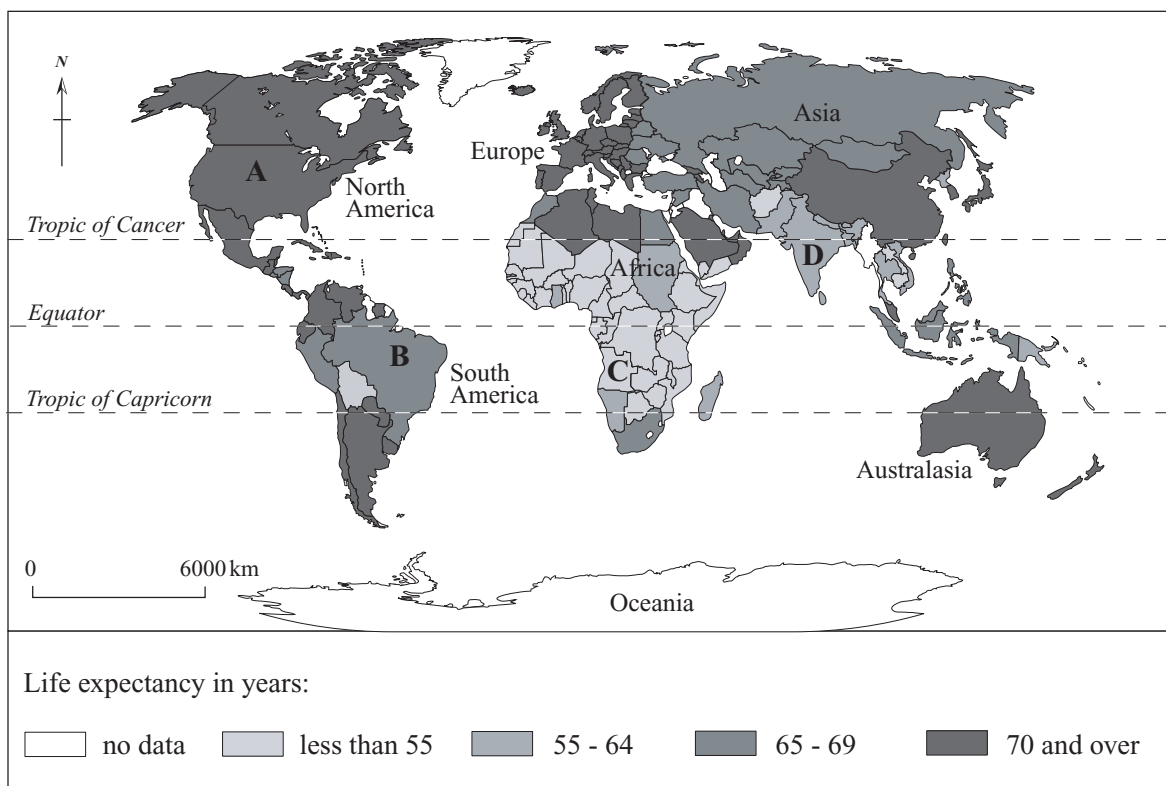 N
Asia
Europe
A
North
America
Tropic of Cancer
D
Africa
Equator
B
C
South
America
Tropic of Capricorn
Australasia
0 6000 km
Oceania
Life expectancy in years:
no data less than 55 55 - 64 65 - 69 70 and over